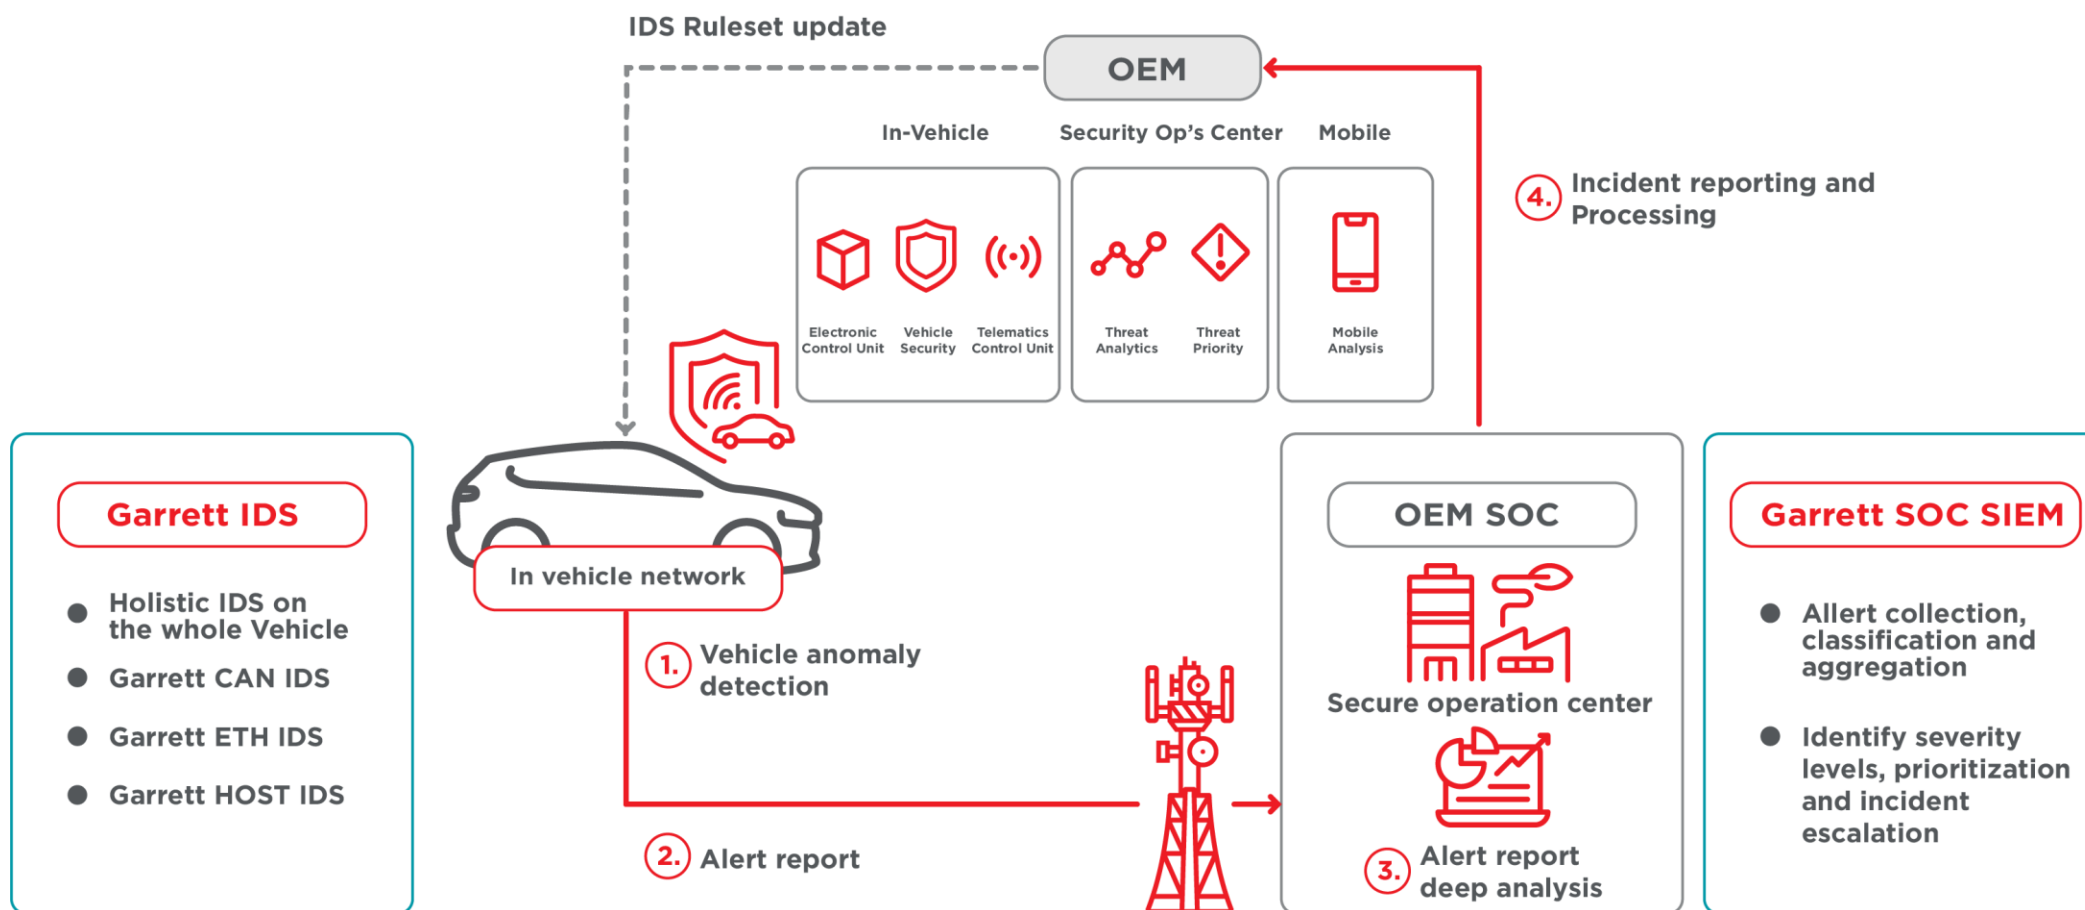 IDS Ruleset update
OEM
In-Vehicle
Security Op's Center
Mobile
Electronic
Control Unit
Vehicle
Security
Telematics
Control Unit
Threat
Analytics
Threat
Priority
Mobile
Analysis
4.
Incident reporting and
Processing
Garrett IDS
Holistic IDS on
the whole Vehicle
Garrett CAN IDS
Garrett ETH IDS
Garrett HOST IDS
In vehicle network
1.
Vehicle anomaly
detection
2.
Alert report
OEM SOC
Secure operation center
3.
Alert report
deep analysis
Garrett SOC SIEM
Allert collection,
classification and
aggregation
Identify severity
levels, prioritization
and incident
escalation